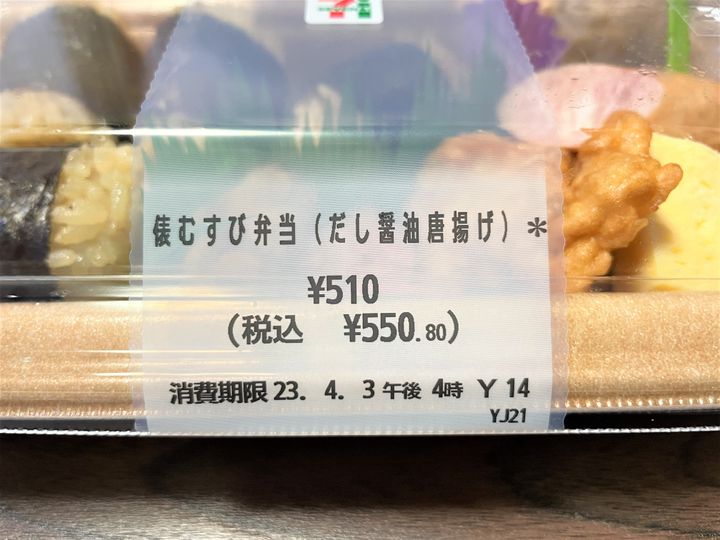 俵むすび弁当(だし醤油唐揚げ)*
¥510
(税込 ¥550.80)
消費期限 23. 4. 3 午後 4時 Y 14
YJ21